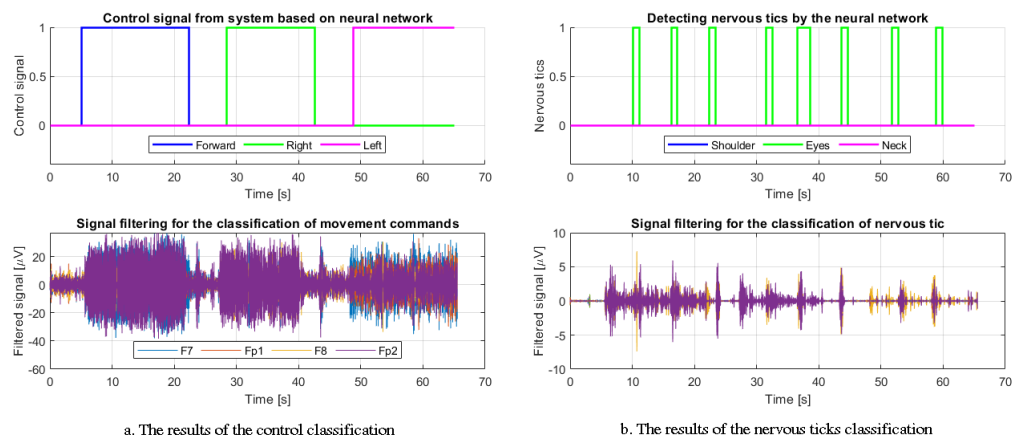 Control signal from system based on neural network
Control signal
1
0.5
0
Forward Right Left
0 10 20 30 40 50 60 70
Time [s]
Signal filtering for the classification of movement commands
Filtered signal [μV]
20
0
-20
-40
-60
F7 Fp1 F8 Fp2
0 10 20 30 40 50 60 70
Time [s]
a. The results of the control classification
Detecting nervous tics by the neural network
Nervous tics
1
0.5
0
Shoulder Eyes Neck
0 10 20 30 40 50 60 70
Time [s]
Signal filtering for the classification of nervous tic
Filtered signal [μV]
10
5
0
-5
-10
0 10 20 30 40 50 60 70
Time [s]
b. The results of the nervous ticks classification